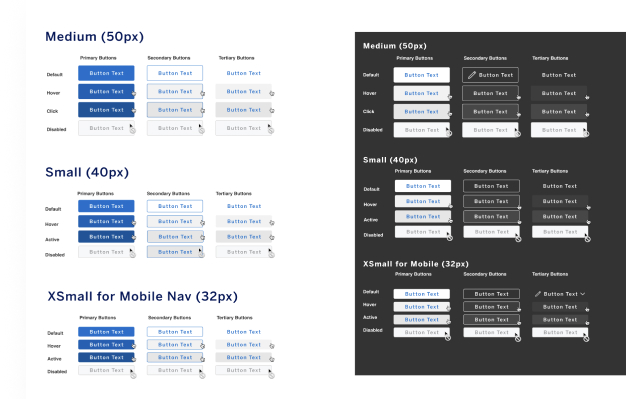 Medium (50px)
Primary Buttons Secondary Buttons Tertiary Buttons
Default Button Text Button Text Button Text
Hover Button Text Button Text Button Text
Click Button Text Button Text Button Text
Disabled Button Text Button Text Button Text
Small (40px)
Primary Buttons Secondary Buttons Tertiary Buttons
Default Button Text Button Text Button Text
Hover Button Text Button Text Button Text
Active Button Text Button Text Button Text
Disabled Button Text Button Text Button Text
XSmall for Mobile Nav (32px)
Primary Buttons Secondary Buttons Tertiary Buttons
Default Button Text Button Text Button Text
Hover Button Text Button Text Button Text
Active Button Text Button Text Button Text
Disabled Button Text Button Text Button Text
Medium (50px)
Primary Buttons Secondary Buttons Tertiary Buttons
Default Button Text Button Text Button Text
Hover Button Text Button Text Button Text
Click Button Text Button Text Button Text
Disabled Button Text Button Text Button Text
Small (40px)
Primary Buttons Secondary Buttons Tertiary Buttons
Default Button Text Button Text Button Text
Hover Button Text Button Text Button Text
Active Button Text Button Text Button Text
Disabled Button Text Button Text Button Text
XSmall for Mobile Nav (32px)
Primary Buttons Secondary Buttons Tertiary Buttons
Default Button Text Button Text Button Text
Hover Button Text Button Text Button Text
Active Button Text Button Text Button Text
Disabled Button Text Button Text Button Text